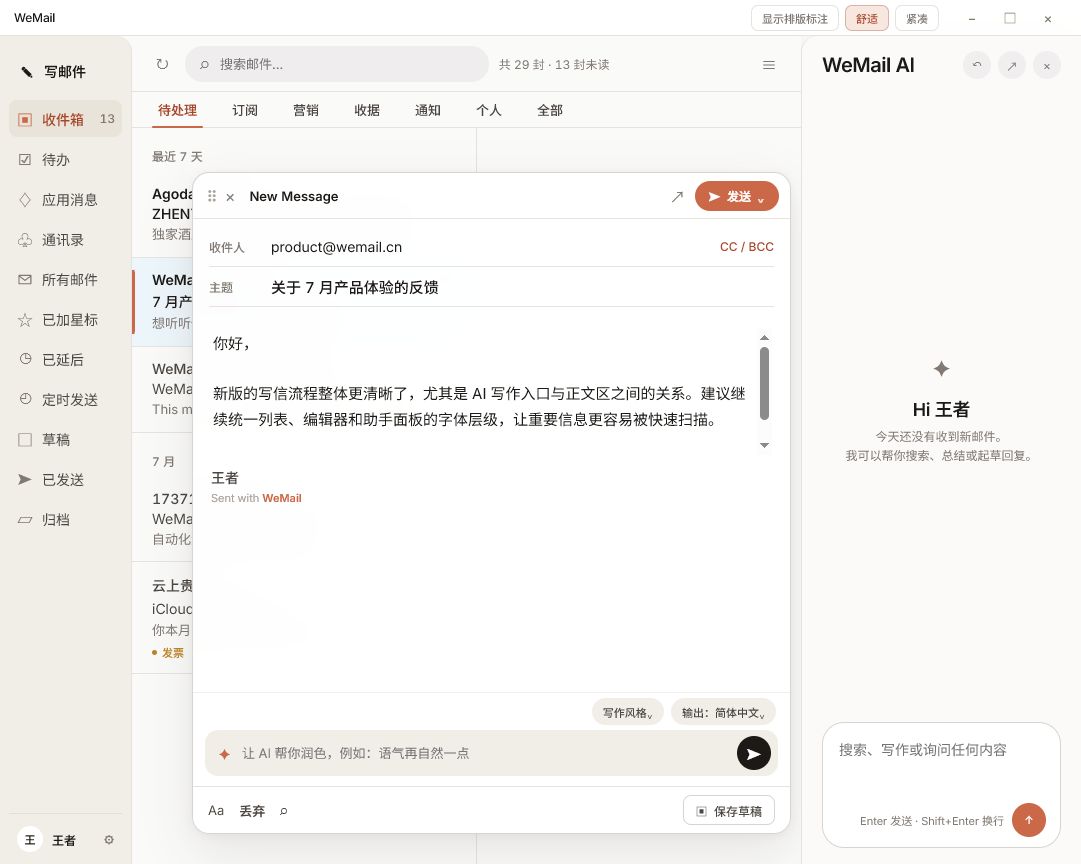 WeMail
显示排版标注
舒适
紧凑
写邮件
收件箱 13
待办
应用消息
通讯录
所有邮件
已加星标
已延后
定时发送
草稿
已发送
归档
王 王者
搜索邮件...
共 29 封 · 13 封未读
待处理 订阅 营销 收据 通知 个人 全部
最近 7 天
Agoda
ZHEN
独家酒
WeMa
7 月产
想听听
WeMa
WeMa
This m
7 月
17371
WeMa
自动化
云上贵
iCloud
你本月
发票
New Message
发送
收件人 product@wemail.cn CC / BCC
主题 关于 7 月产品体验的反馈
你好，
新版的写信流程整体更清晰了，尤其是 AI 写作入口与正文区之间的关系。建议继
续统一列表、编辑器和助手面板的字体层级，让重要信息更容易被快速扫描。
王者
Sent with WeMail
写作风格 输出：简体中文
让 AI 帮你润色，例如：语气再自然一点
Aa 丢弃
保存草稿
WeMail AI
Hi 王者
今天还没有收到新邮件。
我可以帮你搜索、总结或起草回复。
搜索、写作或询问任何内容
Enter 发送 · Shift+Enter 换行